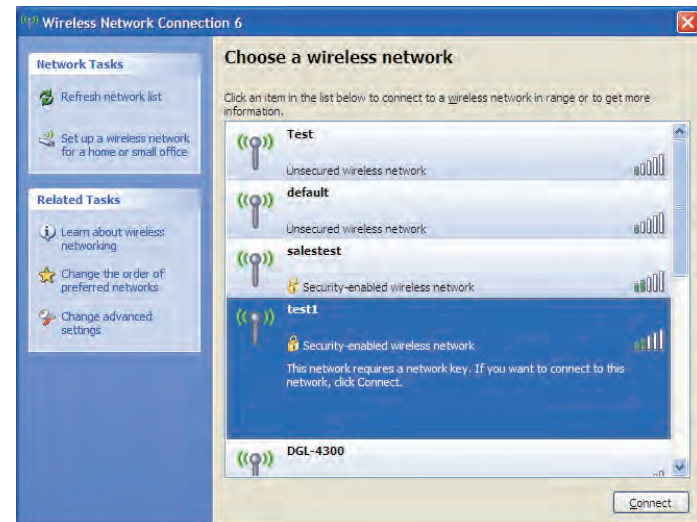 Wireless Network Connection 6
Network Tasks
Refresh network list
Set up a wireless network
for a home or small office
Related Tasks
Learn about wireless
networking
Change the order of
preferred networks
Change advanced
settings
Choose a wireless network
Click an item in the list below to connect to a wireless network in range or to get more
information.
Test
Unsecured wireless network
default
Unsecured wireless network
salestest
Security-enabled wireless network
test1
Security-enabled wireless network
This network requires a network key. If you want to connect to this
network, click Connect.
DGL-4300
Connect